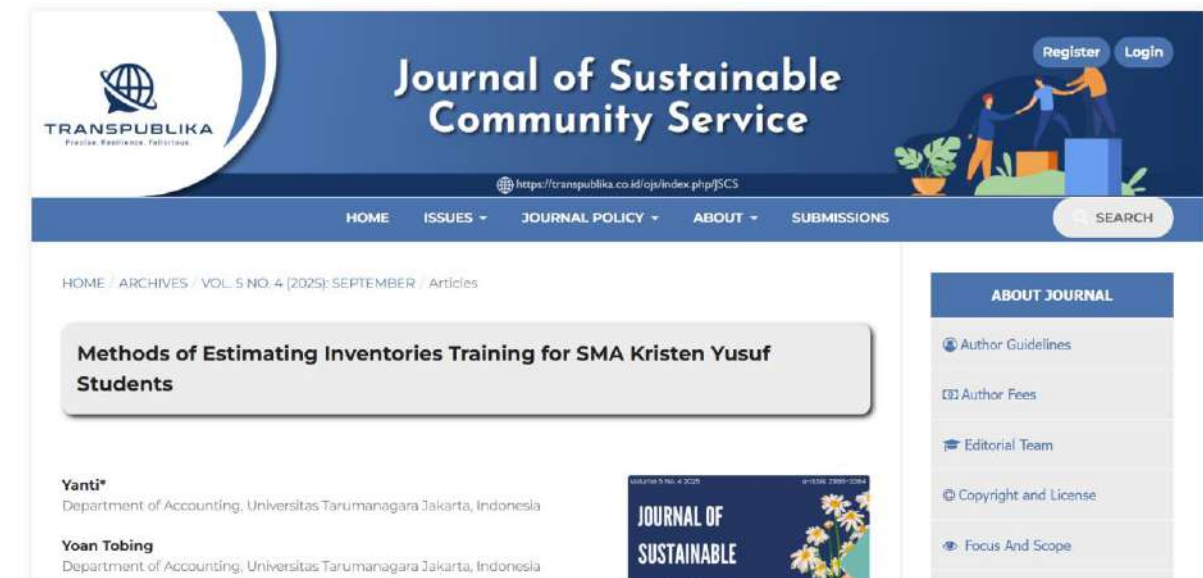 TRANSPUBLIKA
Precise. Resilience. Felicitous.
Journal of Sustainable
Community Service
Register Login
https://transpublika.co.id/ojs/index.php/JSCS
HOME ISSUES JOURNAL POLICY ABOUT SUBMISSIONS SEARCH
HOME / ARCHIVES / VOL. 5 NO. 4 (2025): SEPTEMBER / Articles
Methods of Estimating Inventories Training for SMA Kristen Yusuf
Students
Yanti*
Department of Accounting, Universitas Tarumanagara Jakarta, Indonesia
Yoan Tobing
Department of Accounting, Universitas Tarumanagara Jakarta, Indonesia
Volume 5 No. 4 2025
JOURNAL OF
SUSTAINABLE
ABOUT JOURNAL
Author Guidelines
Author Fees
Editorial Team
Copyright and License
Focus And Scope